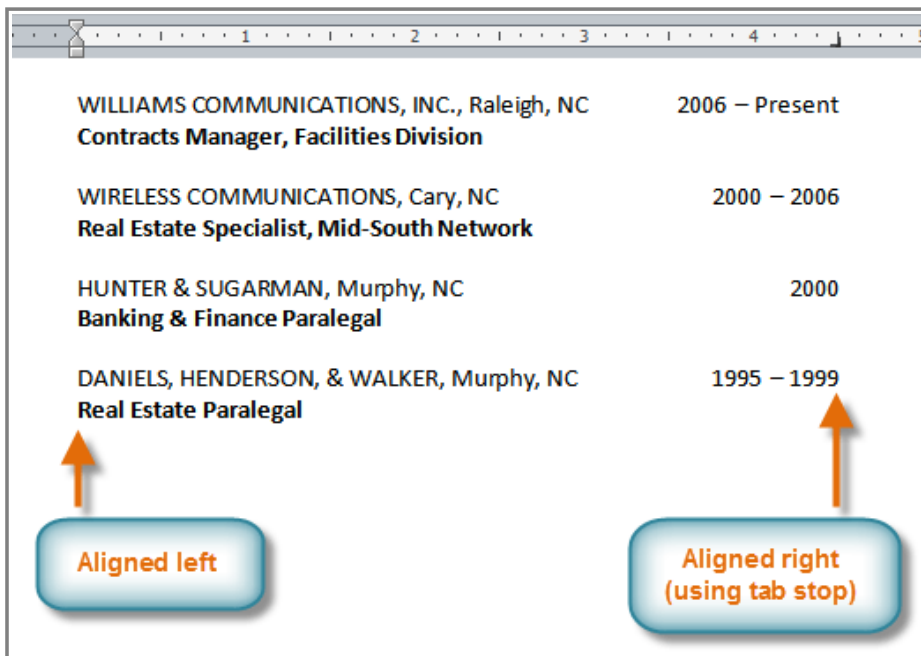 1 2 3 4 5
WILLIAMS COMMUNICATIONS, INC., Raleigh, NC 2006 – Present
Contracts Manager, Facilities Division
WIRELESS COMMUNICATIONS, Cary, NC 2000 – 2006
Real Estate Specialist, Mid-South Network
HUNTER & SUGARMAN, Murphy, NC 2000
Banking & Finance Paralegal
DANIELS, HENDERSON, & WALKER, Murphy, NC 1995 – 1999
Real Estate Paralegal
Aligned left
Aligned right
(using tab stop)